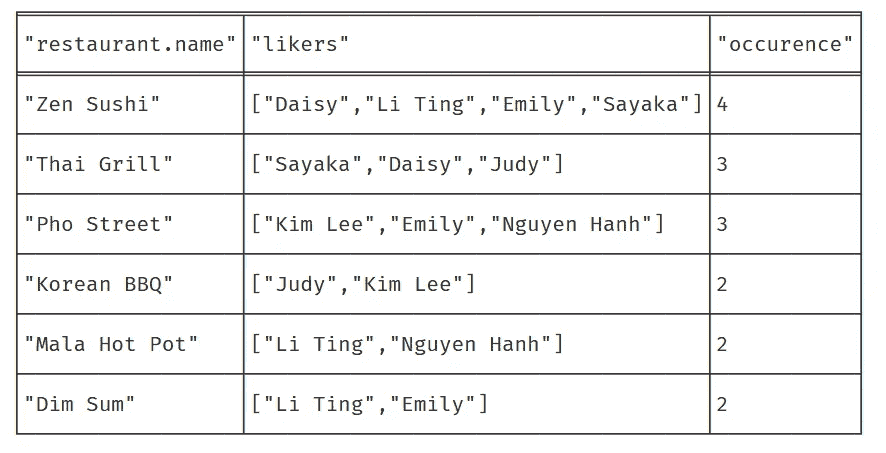 "restaurant.name" "likers" "occurence"
"Zen Sushi" ["Daisy","Li Ting","Emily","Sayaka"] 4
"Thai Grill" ["Sayaka","Daisy","Judy"] 3
"Pho Street" ["Kim Lee","Emily","Nguyen Hanh"] 3
"Korean BBQ" ["Judy","Kim Lee"] 2
"Mala Hot Pot" ["Li Ting","Nguyen Hanh"] 2
"Dim Sum" ["Li Ting","Emily"] 2